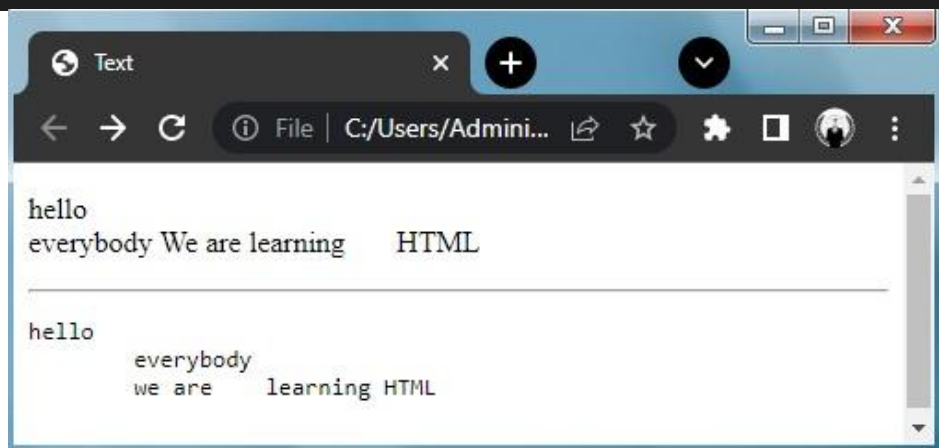 Text
File | C:/Users/Admini...
hello
everybody We are learning      HTML
hello
        everybody
        we are    learning HTML